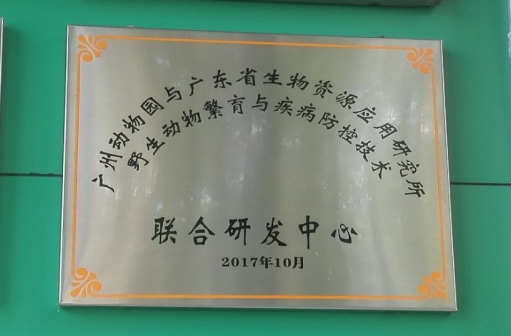 广州动物园与广东省生物资源应用研究所
野生动物繁育与疾病防控技术
联合研发中心
2017年10月